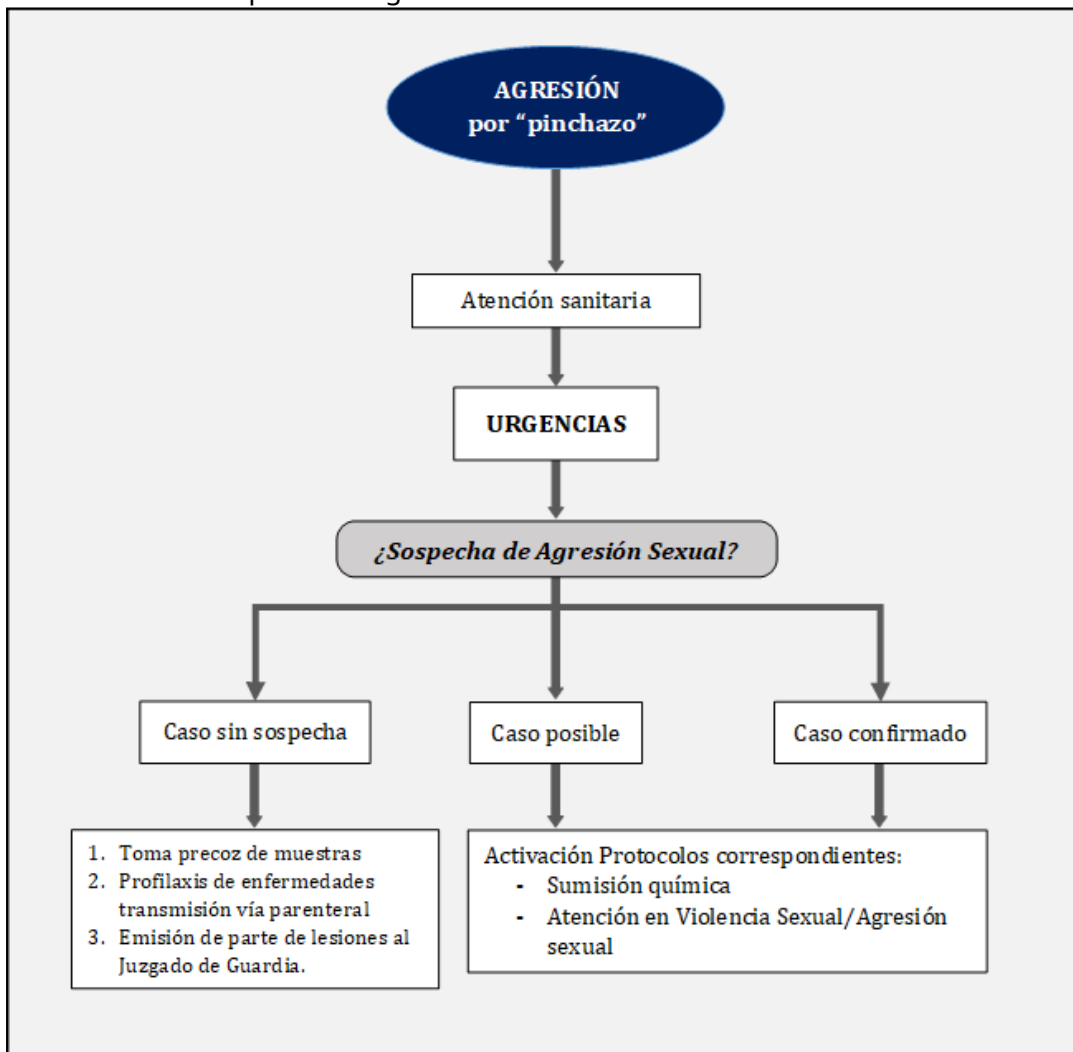 AGRESIÓN
por “pinchazo”
Atención sanitaria
URGENCIAS
¿Sospecha de Agresión Sexual?
Caso sin sospecha
Caso posible
Caso confirmado
1. Toma precoz de muestras
2. Profilaxis de enfermedades
transmisión vía parenteral
3. Emisión de parte de lesiones al
Juzgado de Guardia.
Activación Protocolos correspondientes:
- Sumisión química
- Atención en Violencia Sexual/Agresión
sexual